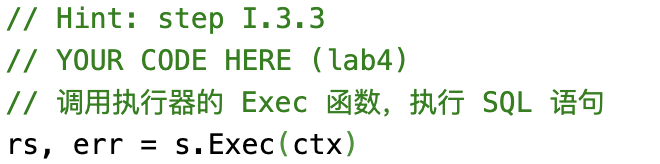 // Hint: step I.3.3
// YOUR CODE HERE (lab4)
// 调用执行器的 Exec 函数，执行 SQL 语句
rs, err = s.Exec(ctx)